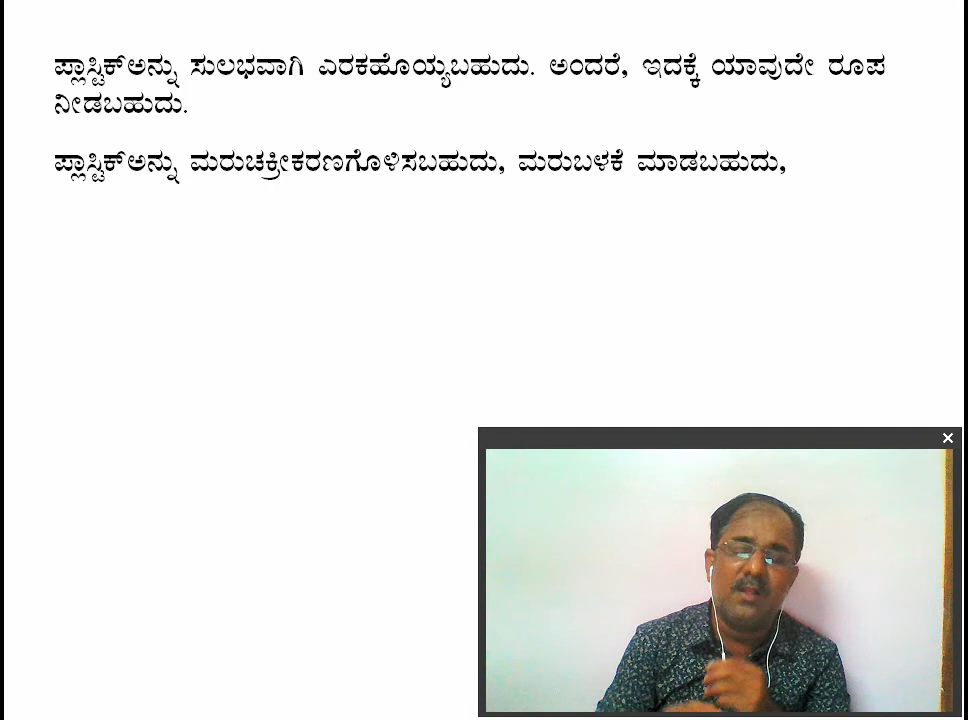 ಪ್ಲಾಸ್ಟಿಕ್‌ಅನ್ನು ಸುಲಭವಾಗಿ ಎರಕಹೊಯ್ಯಬಹುದು. ಅಂದರೆ, ಇದಕ್ಕೆ ಯಾವುದೇ ರೂಪ
ನೀಡಬಹುದು.
ಪ್ಲಾಸ್ಟಿಕ್‌ಅನ್ನು ಮರುಚಕ್ರೀಕರಣಗೊಳಿಸಬಹುದು, ಮರುಬಳಕೆ ಮಾಡಬಹುದು,